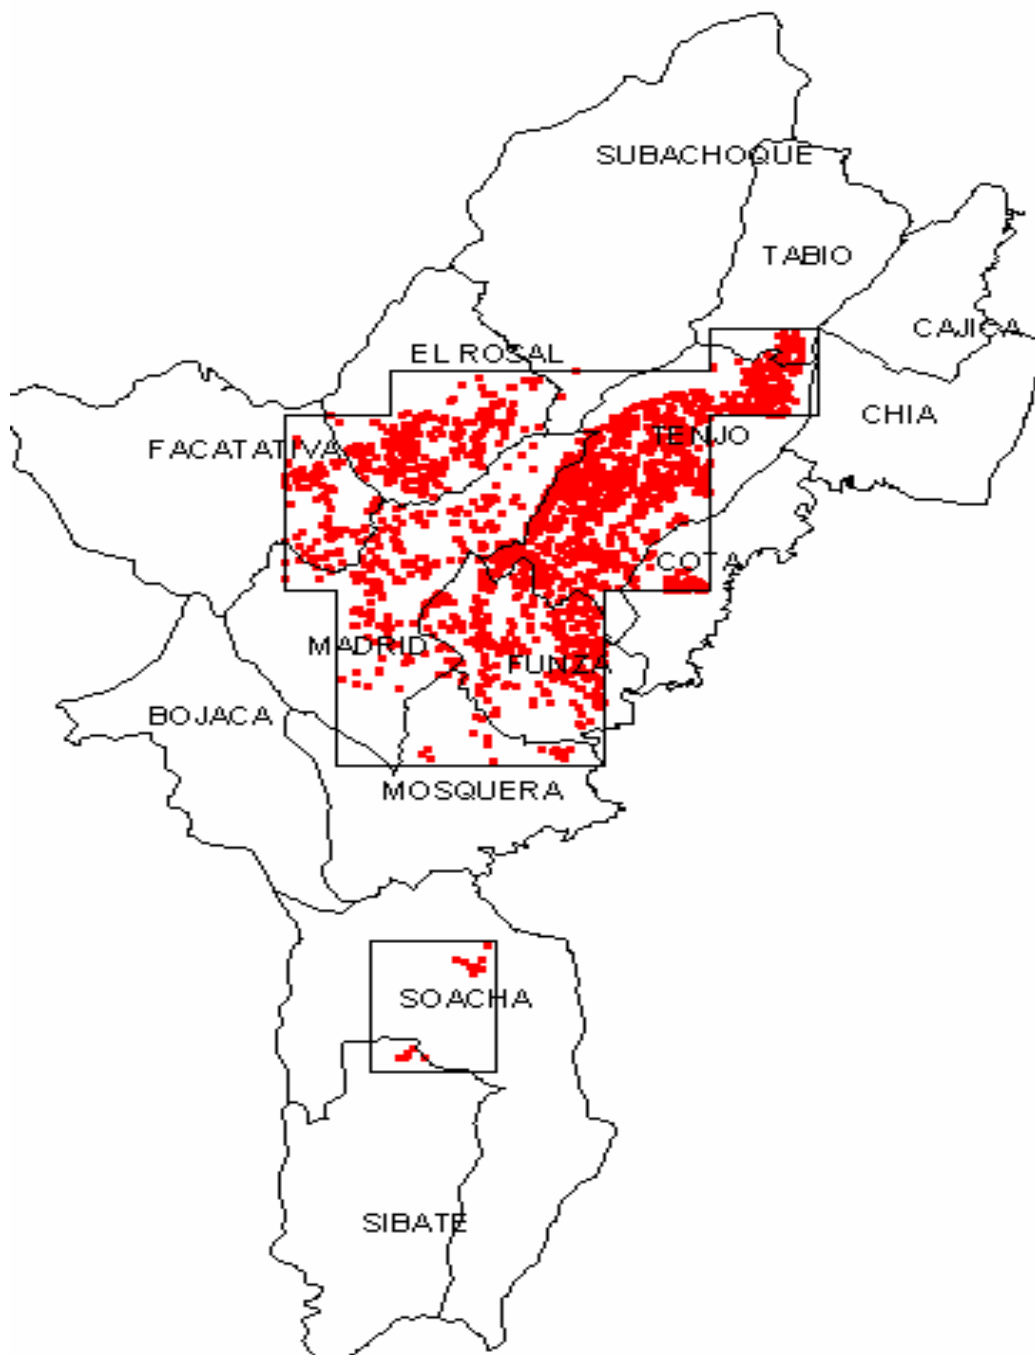 SUBACHOQUE
TABIO
CAJICA
EL ROSAL
CHIA
FACATATIVA
TENJO
COTA
MADRID
FUNZA
BOJACA
MOSQUERA
SOACHA
SIBATE